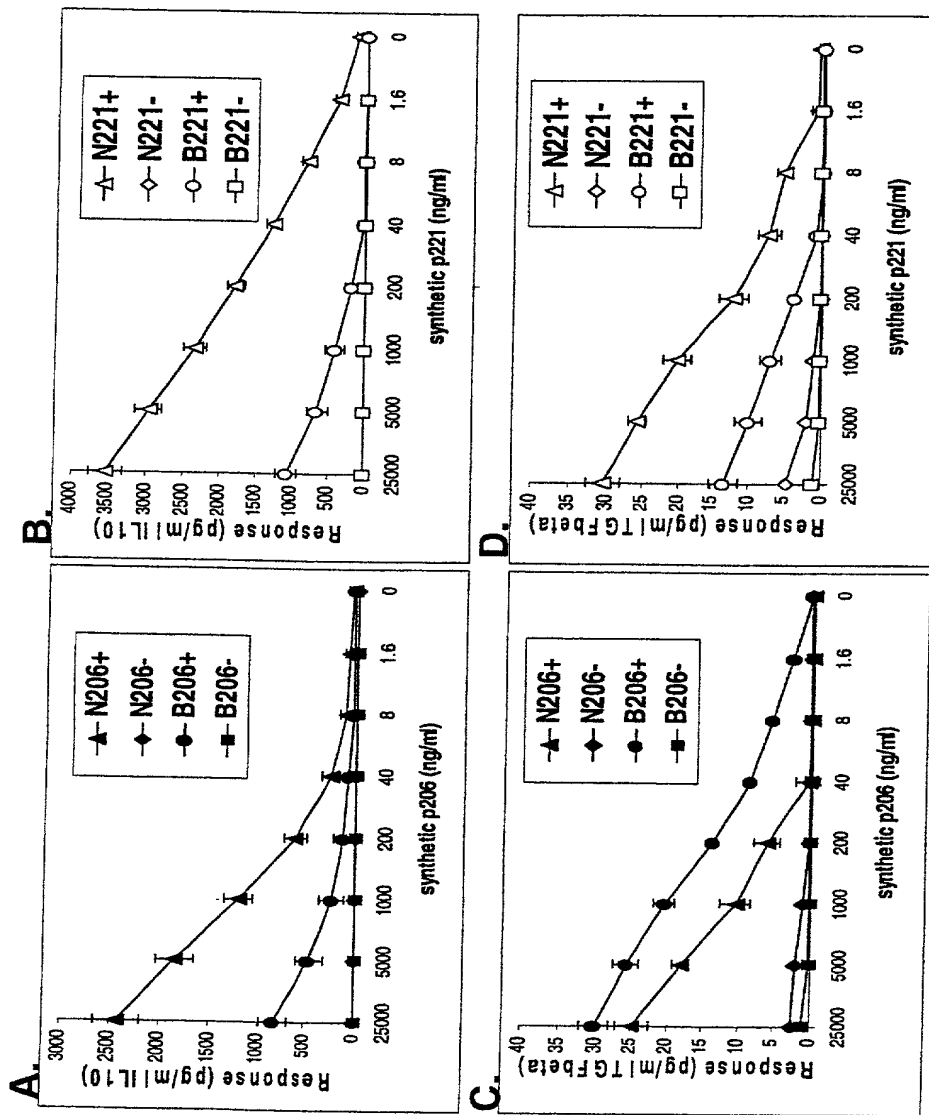 A.
Response (pg/ml IL10)
3000
2500
2000
1500
1000
500
0
25000 5000 1000 200 40 8 1.6 0
synthetic p206 (ng/ml)
N206+
N206-
B206+
B206-
B.
Response (pg/ml IL10)
4000
3500
3000
2500
2000
1500
1000
500
0
25000 5000 1000 200 40 8 1.6 0
synthetic p221 (ng/ml)
N221+
N221-
B221+
B221-
C.
Response (pg/ml TGFbeta)
40
35
30
25
20
15
10
5
0
25000 5000 1000 200 40 8 1.6 0
synthetic p206 (ng/ml)
N206+
N206-
B206+
B206-
D.
Response (pg/ml TGFbeta)
40
35
30
25
20
15
10
5
0
25000 5000 1000 200 40 8 1.6 0
synthetic p221 (ng/ml)
N221+
N221-
B221+
B221-